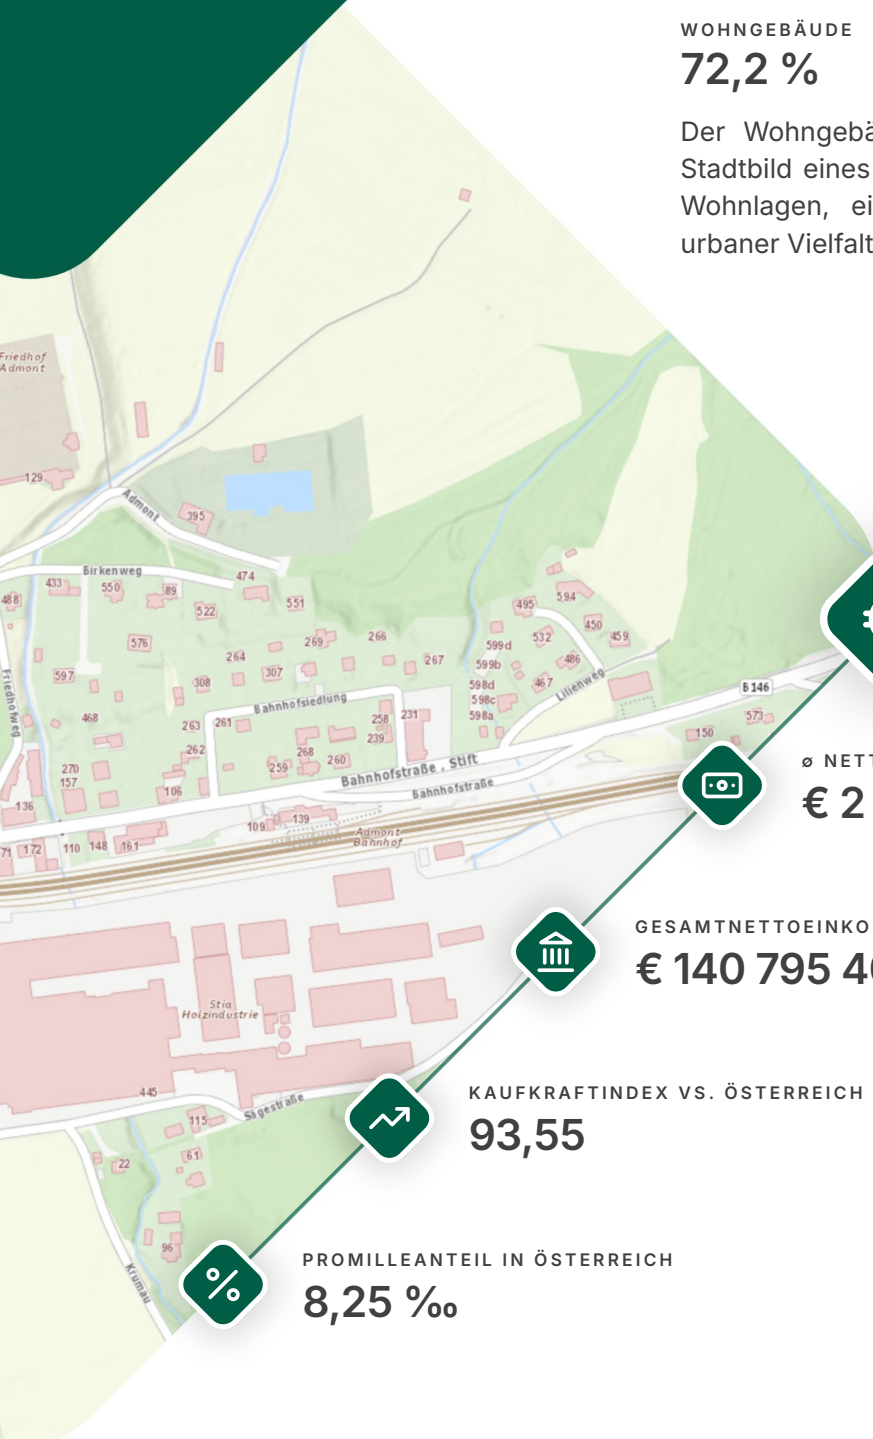 WOHNGEBÄUDE
72,2 %
Der Wohngebä
Stadtbild eines
Wohnlagen, ei
urbaner Vielfalt
Friedhof
Admont
129
Admont
395
Birkenweg
474
433
550
89
488
522
551
495
594
576
269
266
532
450
459
264
599d
597
308
307
267
599b
486
Friedhofweg
598d
467
Lilienweg
598c
B 146
468
263
261
Bahnhofsiedlung
258
231
598a
573
262
239
150
268
260
259
270
157
Bahnhofstraße, Stift
106
Bahnhofstraße
136
109
139
Admont
Bahnhof
71
172
110
148
161
ø NETT
€ 2
GESAMTNETTOEINKO
€ 140 795 40
Stia
Holzindustrie
445
Sägestraße
115
KAUFKRAFTINDEX VS. ÖSTERREICH
93,55
22
61
96
Krumau
PROMILLEANTEIL IN ÖSTERREICH
8,25 ‰